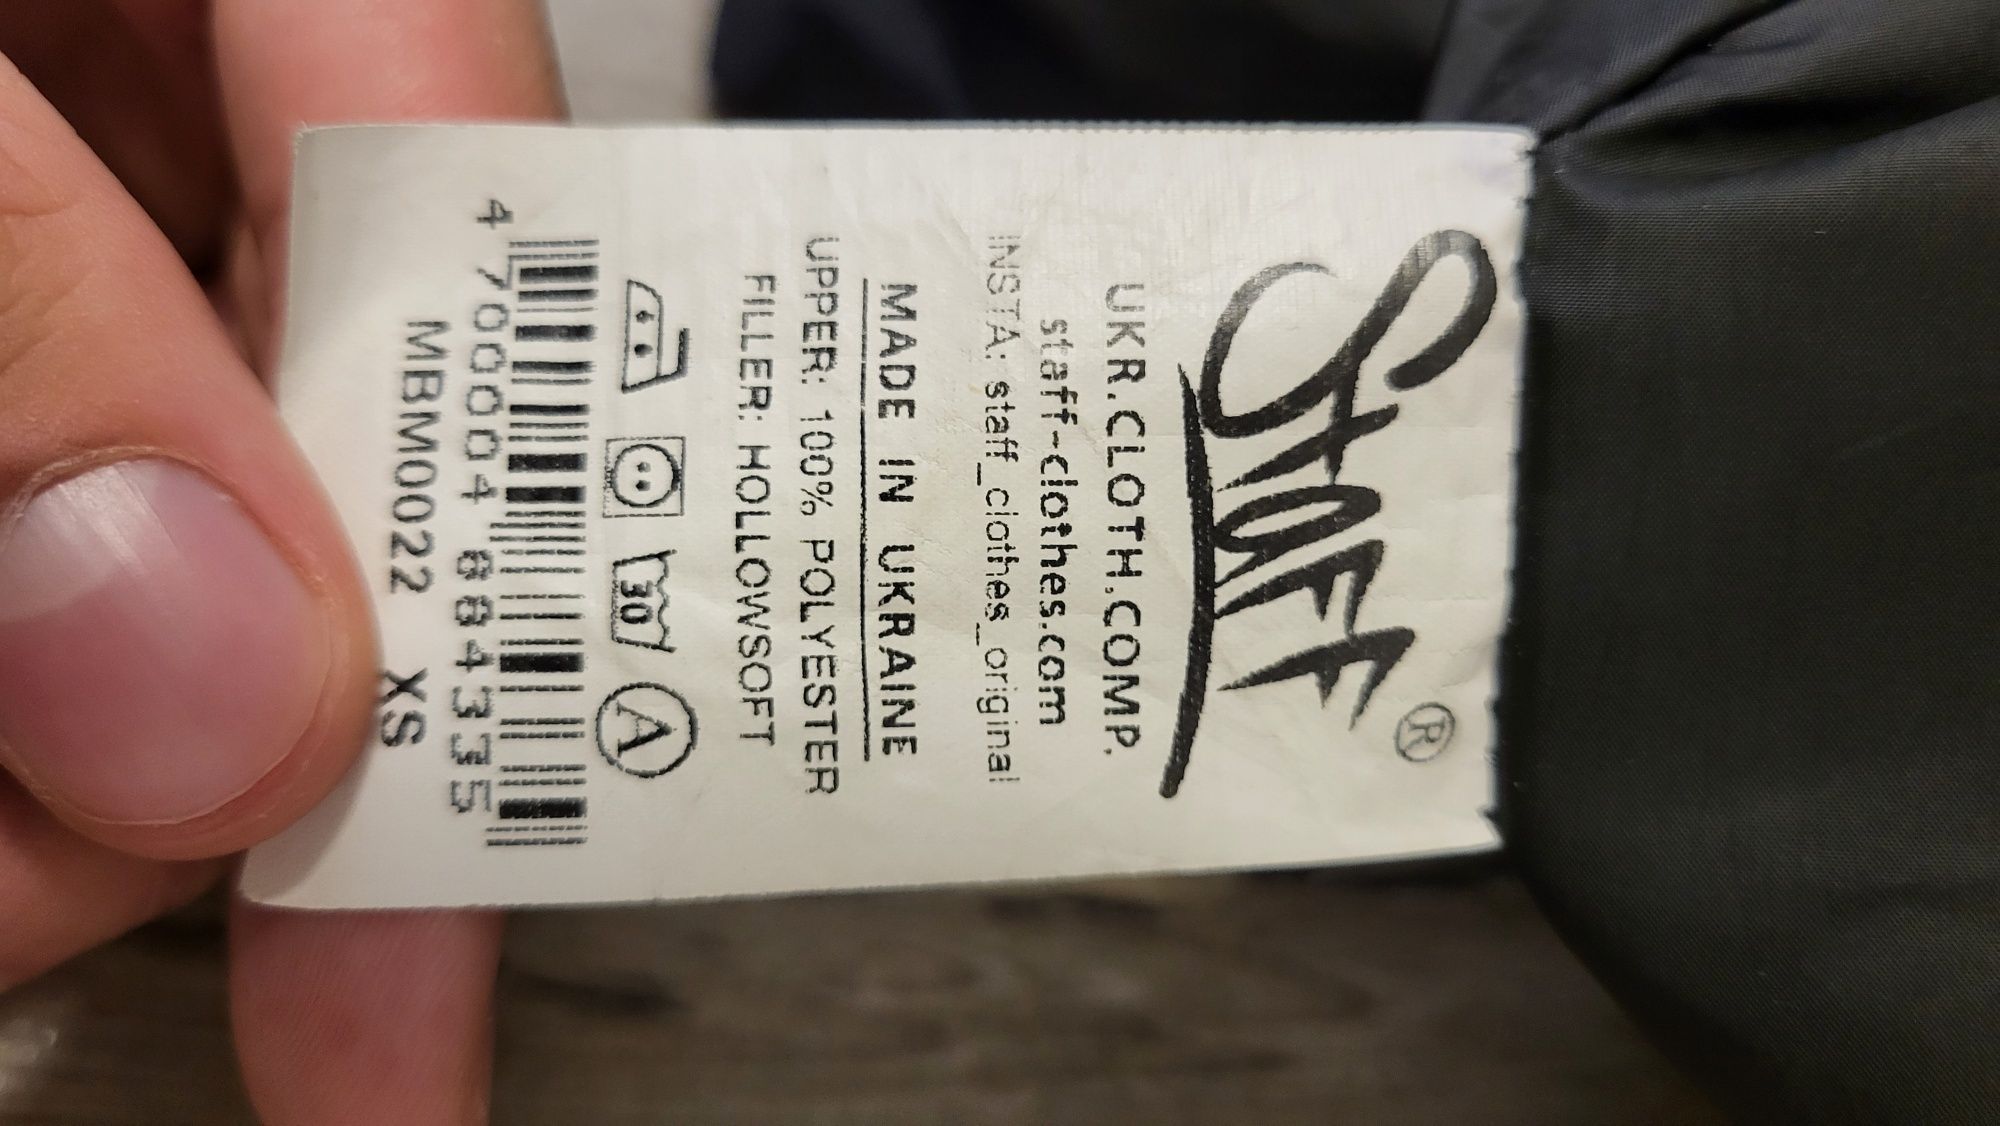 Staff ®
UKR.CLOTH.COMP.
staff-clothes.com
INSTA: staff_clothes_original
MADE IN UKRAINE
UPPER: 100% POLYESTER
FILLER: HOLLOWSOFT
30 A
4 700004 884335
MBM0022 XS